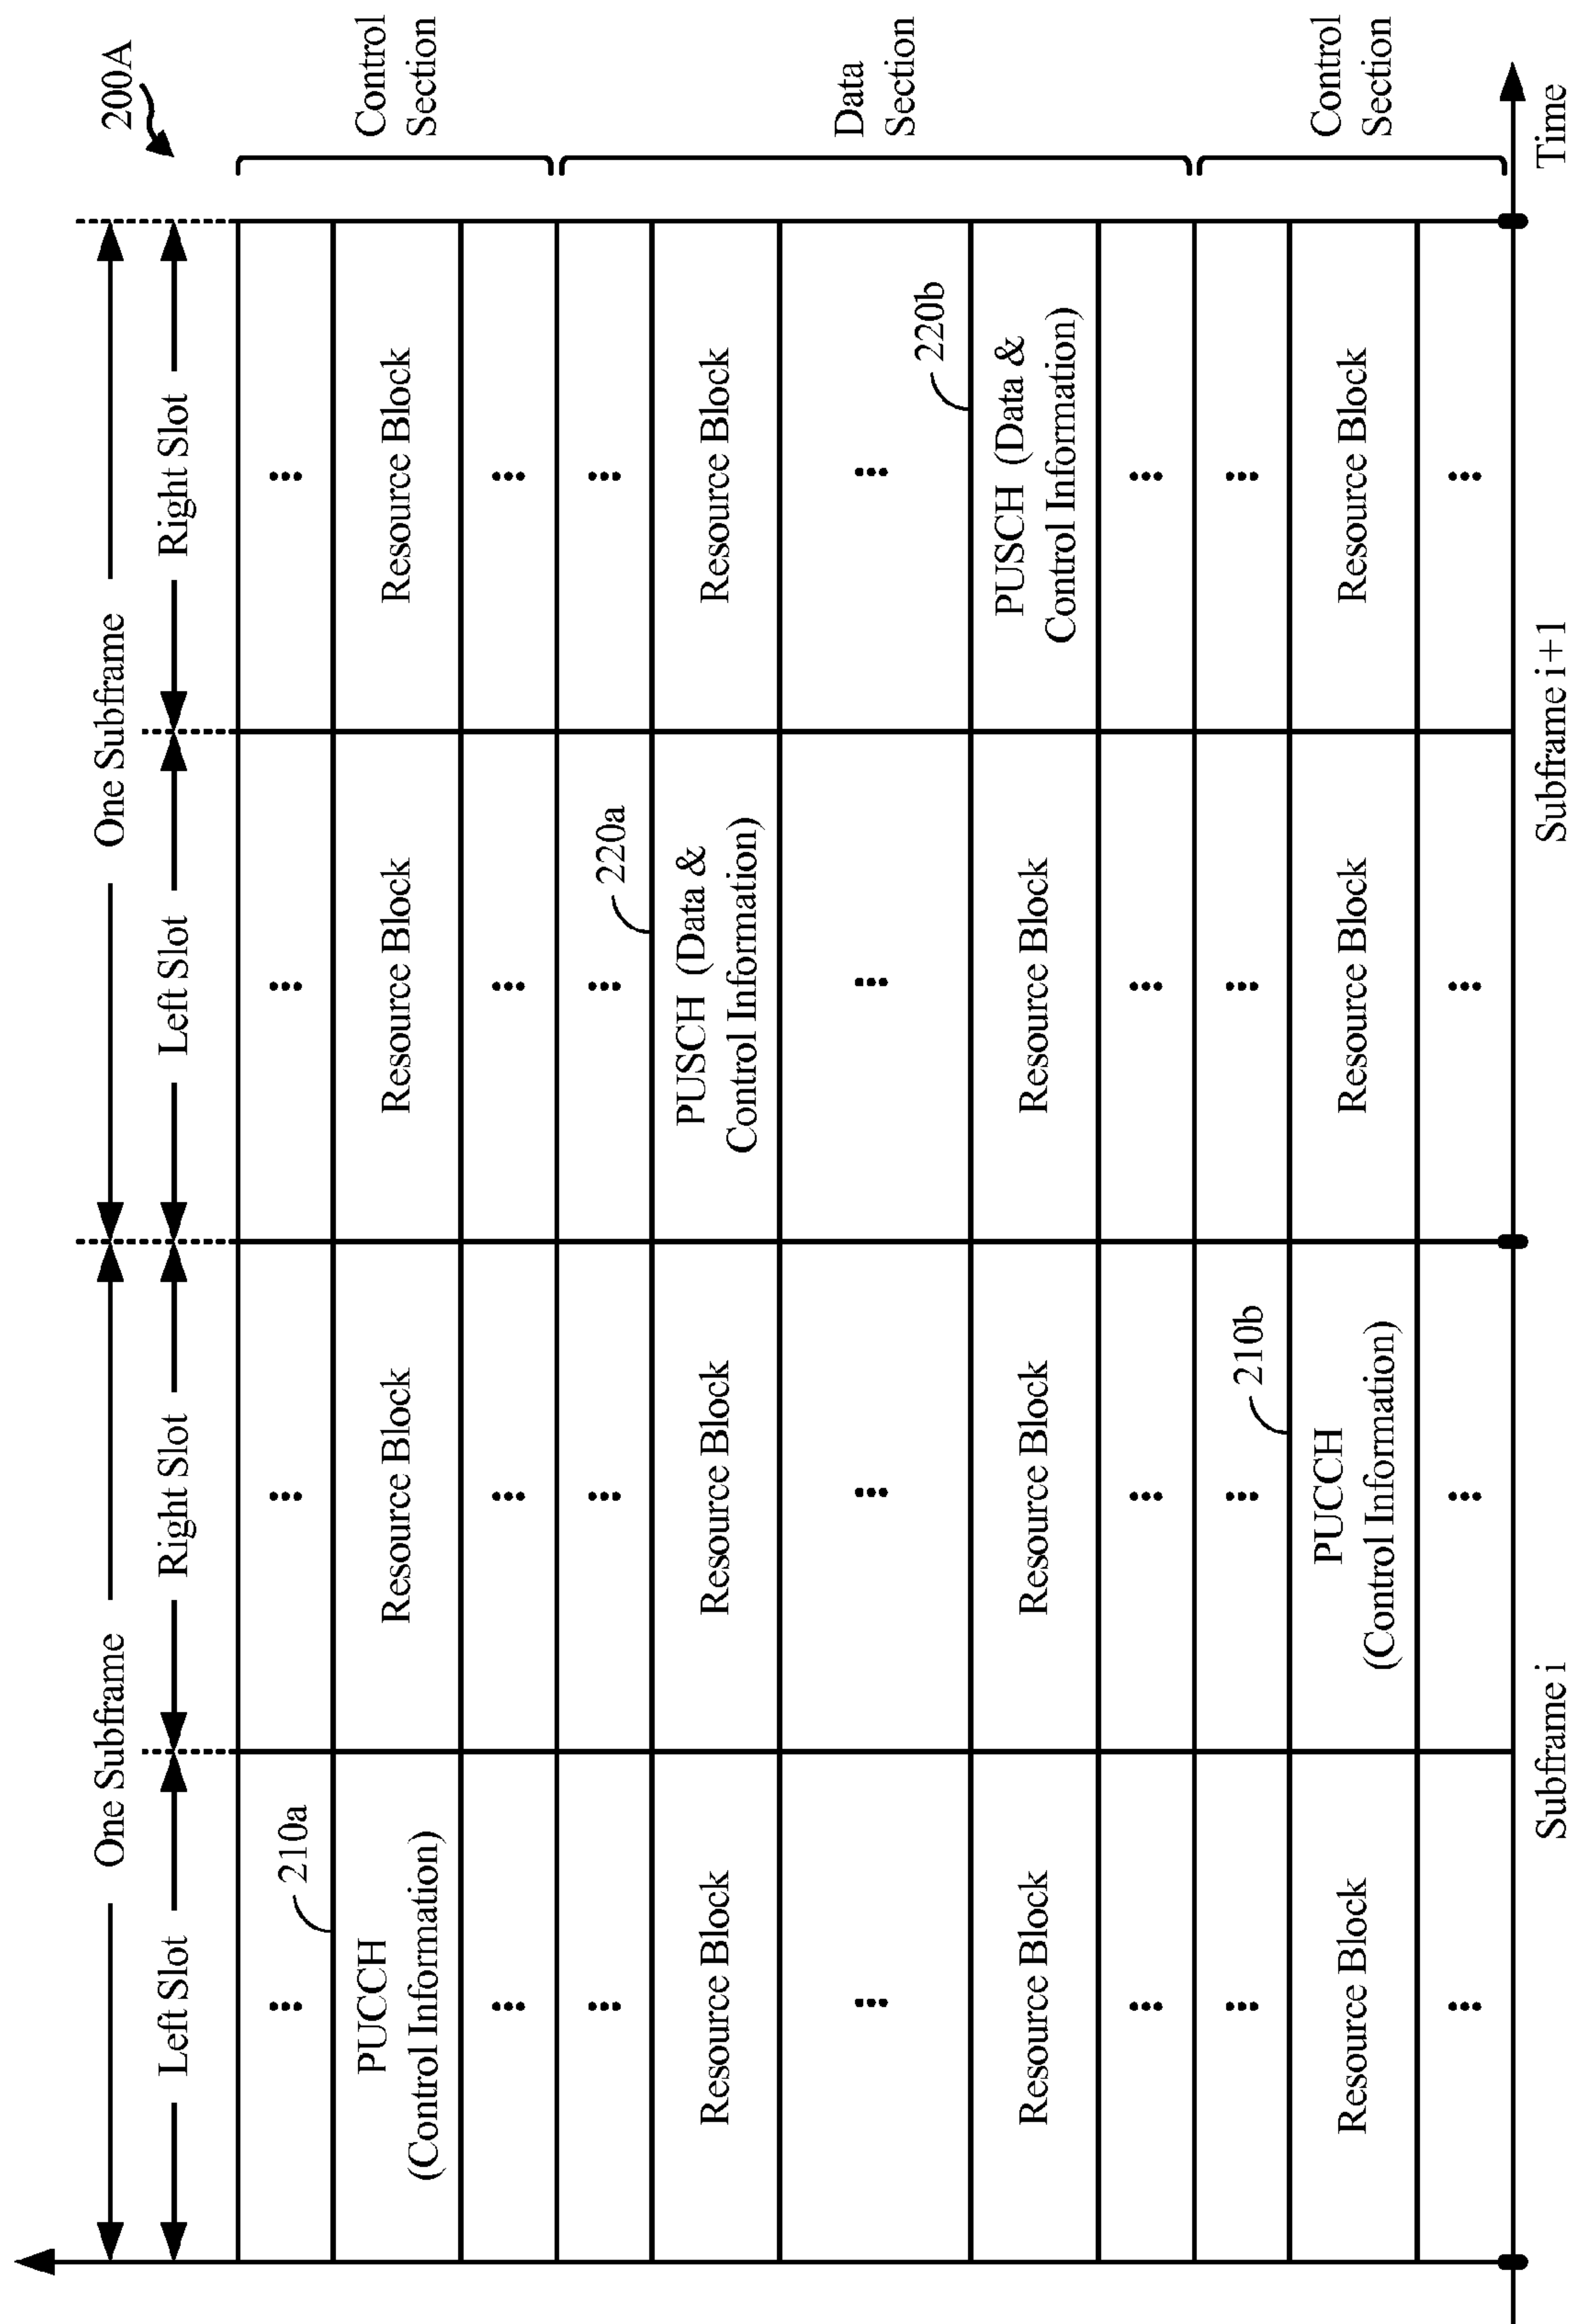 200A
One Subframe
One Subframe
Left Slot
Right Slot
Left Slot
Right Slot
...
...
...
...
210a
PUCCH
(Control Information)
Resource Block
Resource Block
Resource Block
Control
Section
...
...
...
...
...
...
...
...
220a
Resource Block
Resource Block
PUSCH (Data &
Control Information)
Resource Block
...
...
...
...
220b
Data
Section
Resource Block
Resource Block
Resource Block
PUSCH (Data &
Control Information)
...
...
...
...
...
...
...
...
210b
Resource Block
PUCCH
(Control Information)
Resource Block
Resource Block
Control
Section
...
...
...
...
Subframe i
Subframe i+1
Time